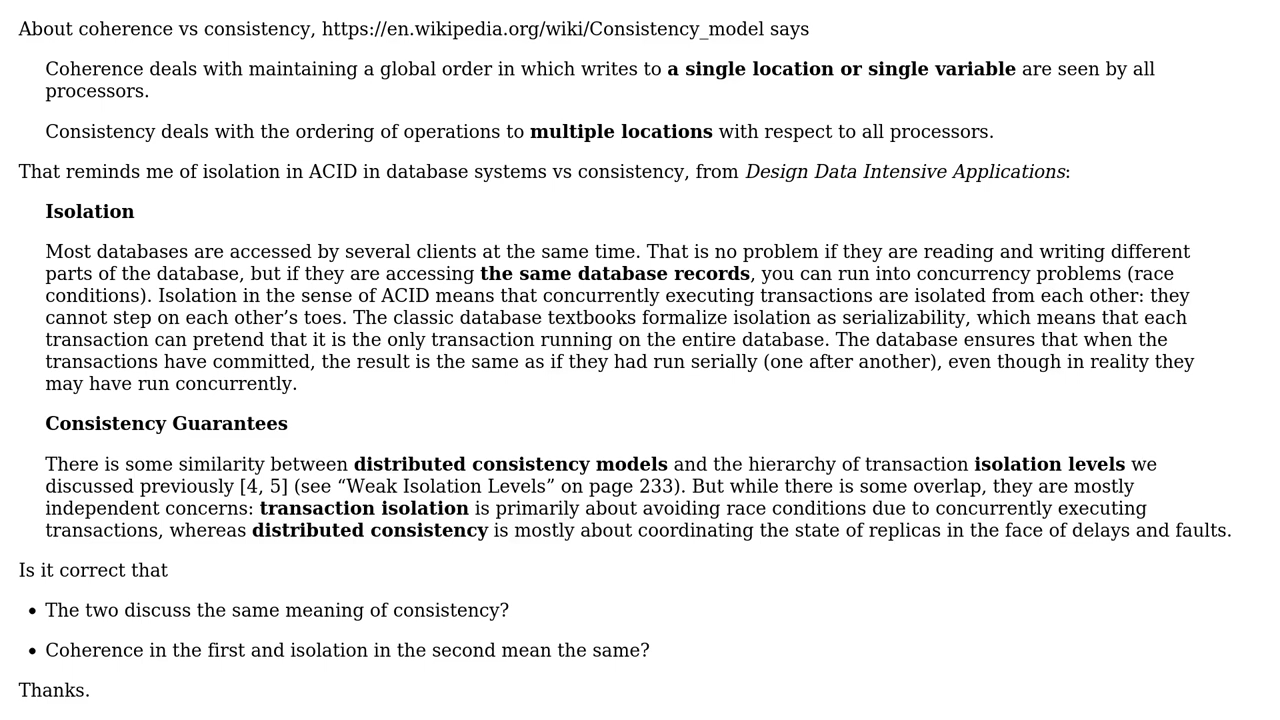 About coherence vs consistency, https://en.wikipedia.org/wiki/Consistency_model says
Coherence deals with maintaining a global order in which writes to a single location or single variable are seen by all
processors.
Consistency deals with the ordering of operations to multiple locations with respect to all processors.
That reminds me of isolation in ACID in database systems vs consistency, from Design Data Intensive Applications:
Isolation
Most databases are accessed by several clients at the same time. That is no problem if they are reading and writing different
parts of the database, but if they are accessing the same database records, you can run into concurrency problems (race
conditions). Isolation in the sense of ACID means that concurrently executing transactions are isolated from each other: they
cannot step on each other’s toes. The classic database textbooks formalize isolation as serializability, which means that each
transaction can pretend that it is the only transaction running on the entire database. The database ensures that when the
transactions have committed, the result is the same as if they had run serially (one after another), even though in reality they
may have run concurrently.
Consistency Guarantees
There is some similarity between distributed consistency models and the hierarchy of transaction isolation levels we
discussed previously [4, 5] (see “Weak Isolation Levels” on page 233). But while there is some overlap, they are mostly
independent concerns: transaction isolation is primarily about avoiding race conditions due to concurrently executing
transactions, whereas distributed consistency is mostly about coordinating the state of replicas in the face of delays and faults.
Is it correct that
• The two discuss the same meaning of consistency?
• Coherence in the first and isolation in the second mean the same?
Thanks.